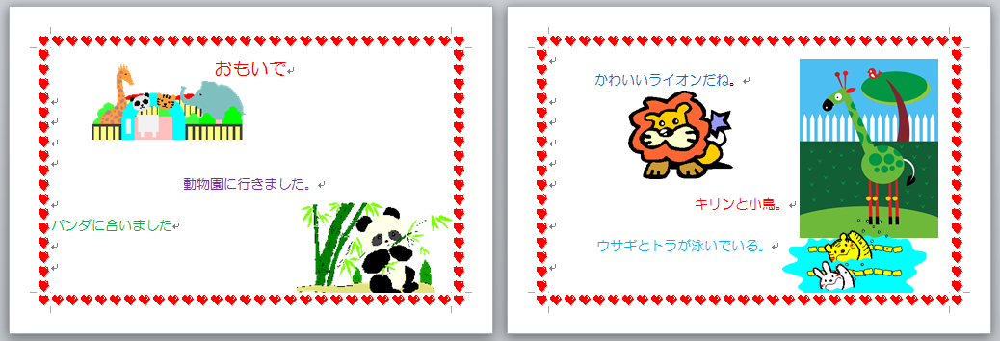 おもいで
動物園に行きました。
パンダに合いました
かわいいライオンだね。
キリンと小鳥。
ウサギとトラが泳いでいる。